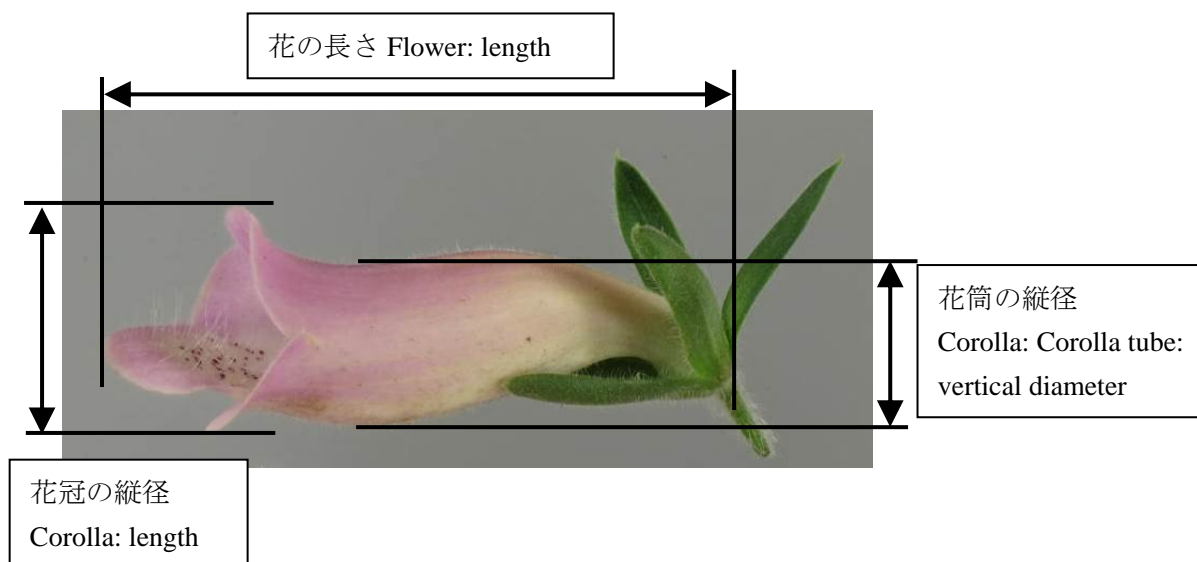 花の長さ Flower: length
花筒の縦径
Corolla: Corolla tube:
vertical diameter
花冠の縦径
Corolla: length